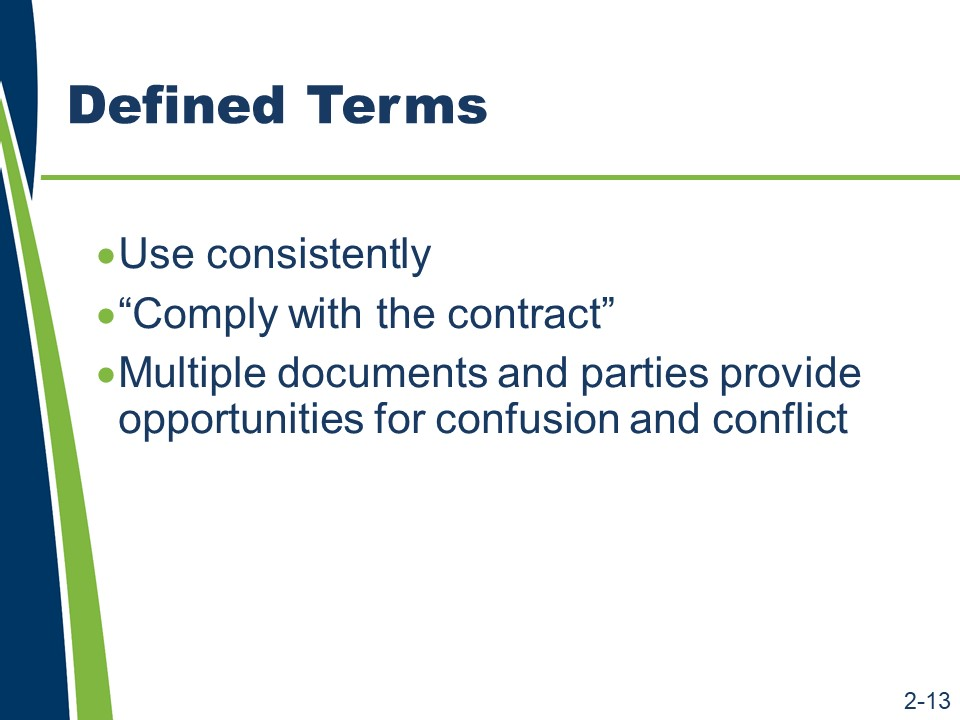 Defined Terms
•Use consistently
•“Comply with the contract”
•Multiple documents and parties provide
opportunities for confusion and conflict
2-13